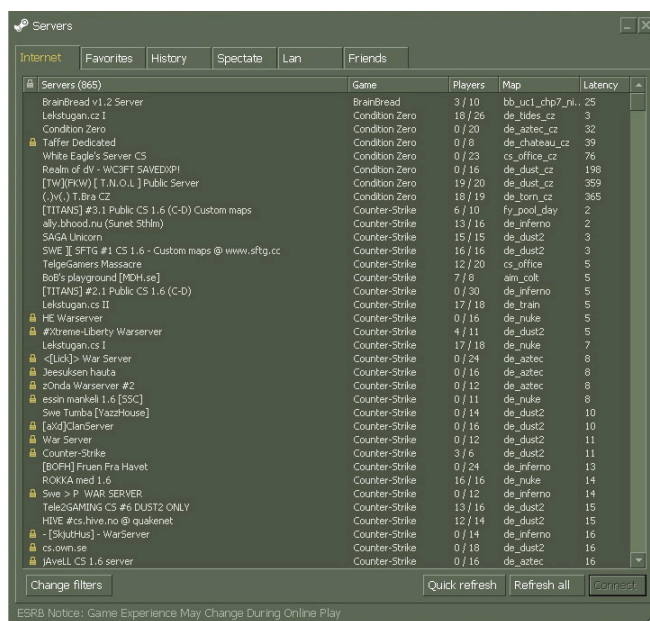 Servers
Internet Favorites History Spectate Lan Friends
Servers (865) Game Players Map Latency
BrainBread v1.2 Server BrainBread 3 / 10 bb_uc1_chp7_ni.. 25
Lekstugan.cz I Condition Zero 18 / 26 de_tides_cz 3
Condition Zero Condition Zero 0 / 20 de_aztec_cz 32
Taffer Dedicated Condition Zero 0 / 8 de_chateau_cz 39
White Eagle's Server CS Condition Zero 0 / 23 cs_office_cz 76
Realm of dV - WC3FT SAVEDXP! Condition Zero 0 / 16 de_dust_cz 198
[TW](FKW) [ T.N.O.L ] Public Server Condition Zero 19 / 20 de_dust_cz 359
(.)v(.) T.Bra CZ Condition Zero 18 / 19 de_torn_cz 365
[TITANS] #3.1 Public CS 1.6 (C-D) Custom maps Counter-Strike 6 / 10 fy_pool_day 2
ally.bhood.nu (Sunet Sthlm) Counter-Strike 13 / 16 de_inferno 2
SAGA Unicorn Counter-Strike 15 / 15 de_dust2 3
SWE ][ SFTG #1 CS 1.6 - Custom maps @ www.sftg.cc Counter-Strike 16 / 16 de_dust2 3
TelgeGamers Massacre Counter-Strike 12 / 20 cs_office 5
BoB's playground [MDH.se] Counter-Strike 7 / 8 aim_colt 5
[TITANS] #2.1 Public CS 1.6 (C-D) Counter-Strike 0 / 30 de_inferno 5
Lekstugan.cs II Counter-Strike 17 / 18 de_train 5
HE Warserver Counter-Strike 0 / 16 de_nuke 5
#Xtreme-Liberty Warserver Counter-Strike 4 / 11 de_dust2 5
Lekstugan.cs I Counter-Strike 17 / 18 de_nuke 7
<[Lick]> War Server Counter-Strike 0 / 24 de_aztec 8
Jeesuksen hauta Counter-Strike 0 / 16 de_aztec 8
zOnda Warserver #2 Counter-Strike 0 / 12 de_aztec 8
essin mankeli 1.6 [SSC] Counter-Strike 0 / 11 de_nuke 8
Swe Tumba [YazzHouse] Counter-Strike 0 / 14 de_dust2 10
[aXd]ClanServer Counter-Strike 0 / 16 de_dust2 10
War Server Counter-Strike 0 / 12 de_dust2 11
Counter-Strike Counter-Strike 3 / 6 de_dust2 11
[BOFH] Fruen Fra Havet Counter-Strike 0 / 24 de_inferno 13
ROKKA med 1.6 Counter-Strike 16 / 16 de_nuke 14
Swe > P WAR SERVER Counter-Strike 0 / 12 de_inferno 14
Tele2GAMING CS #6 DUST2 ONLY Counter-Strike 13 / 16 de_dust2 15
HIVE #cs.hive.no @ quakenet Counter-Strike 12 / 14 de_dust2 15
- [SkjutHus] - WarServer Counter-Strike 0 / 14 de_inferno 16
cs.own.se Counter-Strike 0 / 18 de_dust2 16
jAveLL CS 1.6 server Counter-Strike 0 / 16 de_aztec 16
Change filters Quick refresh Refresh all Connect
ESRB Notice: Game Experience May Change During Online Play